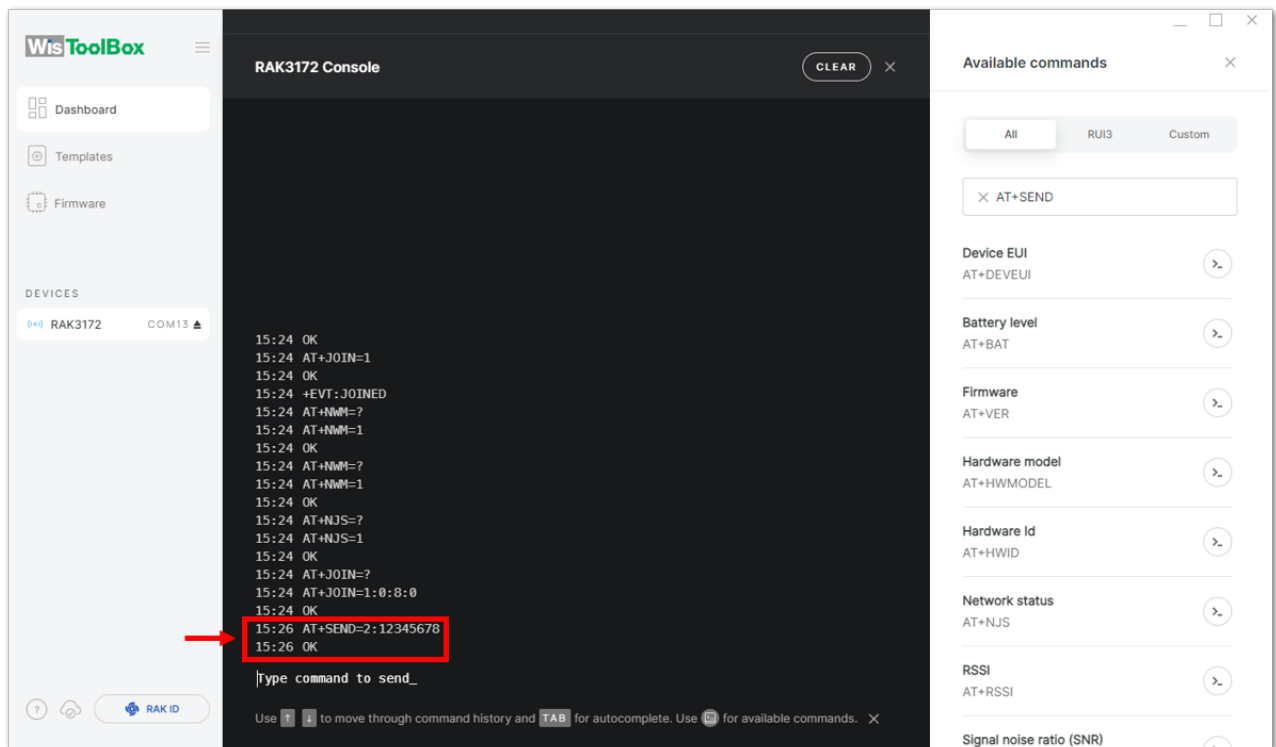 WisToolBox
Dashboard
Templates
Firmware
DEVICES
RAK3172 COM13
RAK ID
RAK3172 Console
CLEAR
15:24 OK
15:24 AT+JOIN=1
15:24 OK
15:24 +EVT:JOINED
15:24 AT+NWM=?
15:24 AT+NWM=1
15:24 OK
15:24 AT+NWM=?
15:24 AT+NWM=1
15:24 OK
15:24 AT+NJS=?
15:24 AT+NJS=1
15:24 OK
15:24 AT+JOIN=?
15:24 AT+JOIN=1:0:8:0
15:24 OK
15:26 AT+SEND=2:12345678
15:26 OK
Type command to send_
Use ↑ ↓ to move through command history and TAB for autocomplete. Use for available commands.
Available commands
All RUI3 Custom
AT+SEND
Device EUI
AT+DEVEUI
Battery level
AT+BAT
Firmware
AT+VER
Hardware model
AT+HWMODEL
Hardware Id
AT+HWID
Network status
AT+NJS
RSSI
AT+RSSI
Signal noise ratio (SNR)